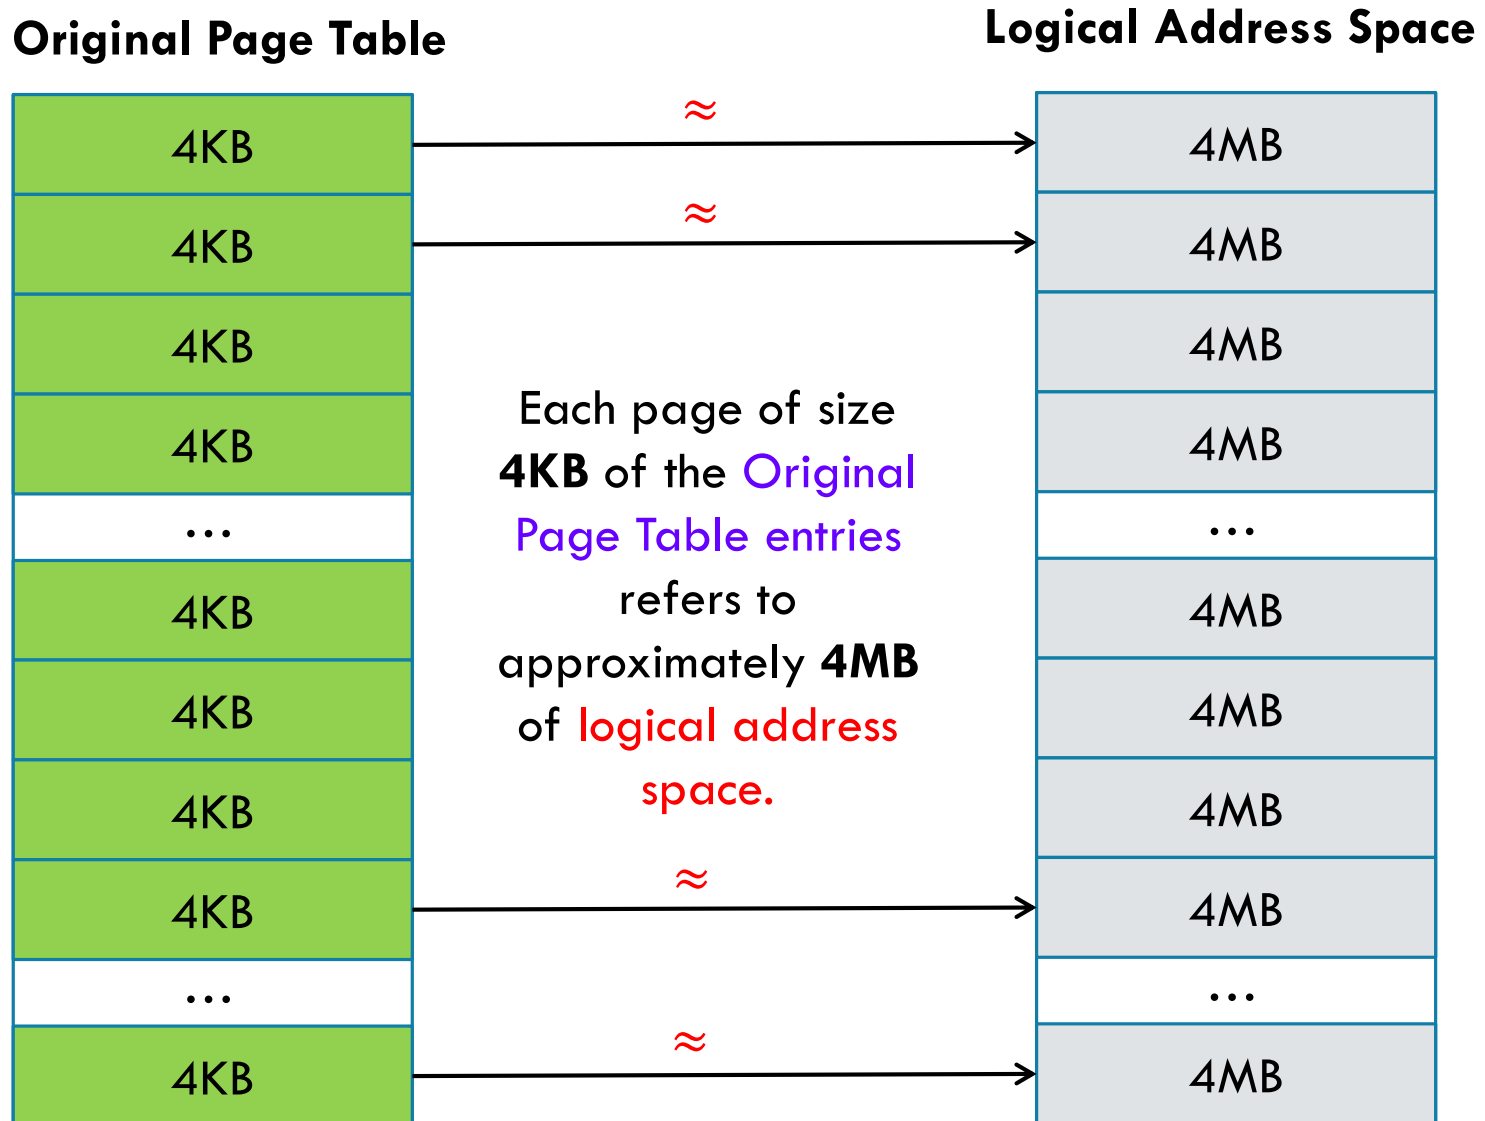 Original Page Table
Logical Address Space
4KB
≈
4MB
4KB
≈
4MB
4KB
4MB
4KB
4MB
...
...
Each page of size
4KB of the Original
Page Table entries
refers to
approximately 4MB
of logical address
space.
4KB
4MB
4KB
4MB
4KB
4MB
4KB
≈
4MB
...
...
4KB
≈
4MB